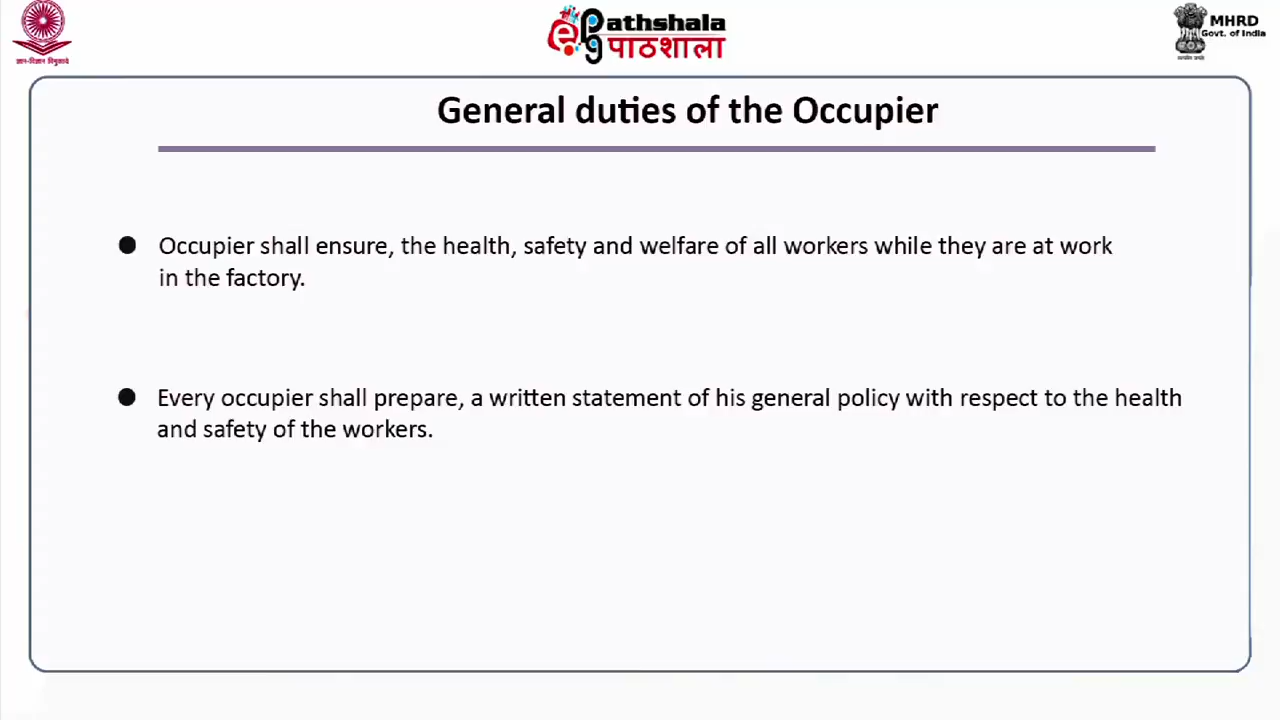 ज्ञान-विज्ञान विमुक्तये
ePathshala
पाठशाला
MHRD
Govt. of India
General duties of the Occupier
● Occupier shall ensure, the health, safety and welfare of all workers while they are at work
in the factory.
● Every occupier shall prepare, a written statement of his general policy with respect to the health
and safety of the workers.